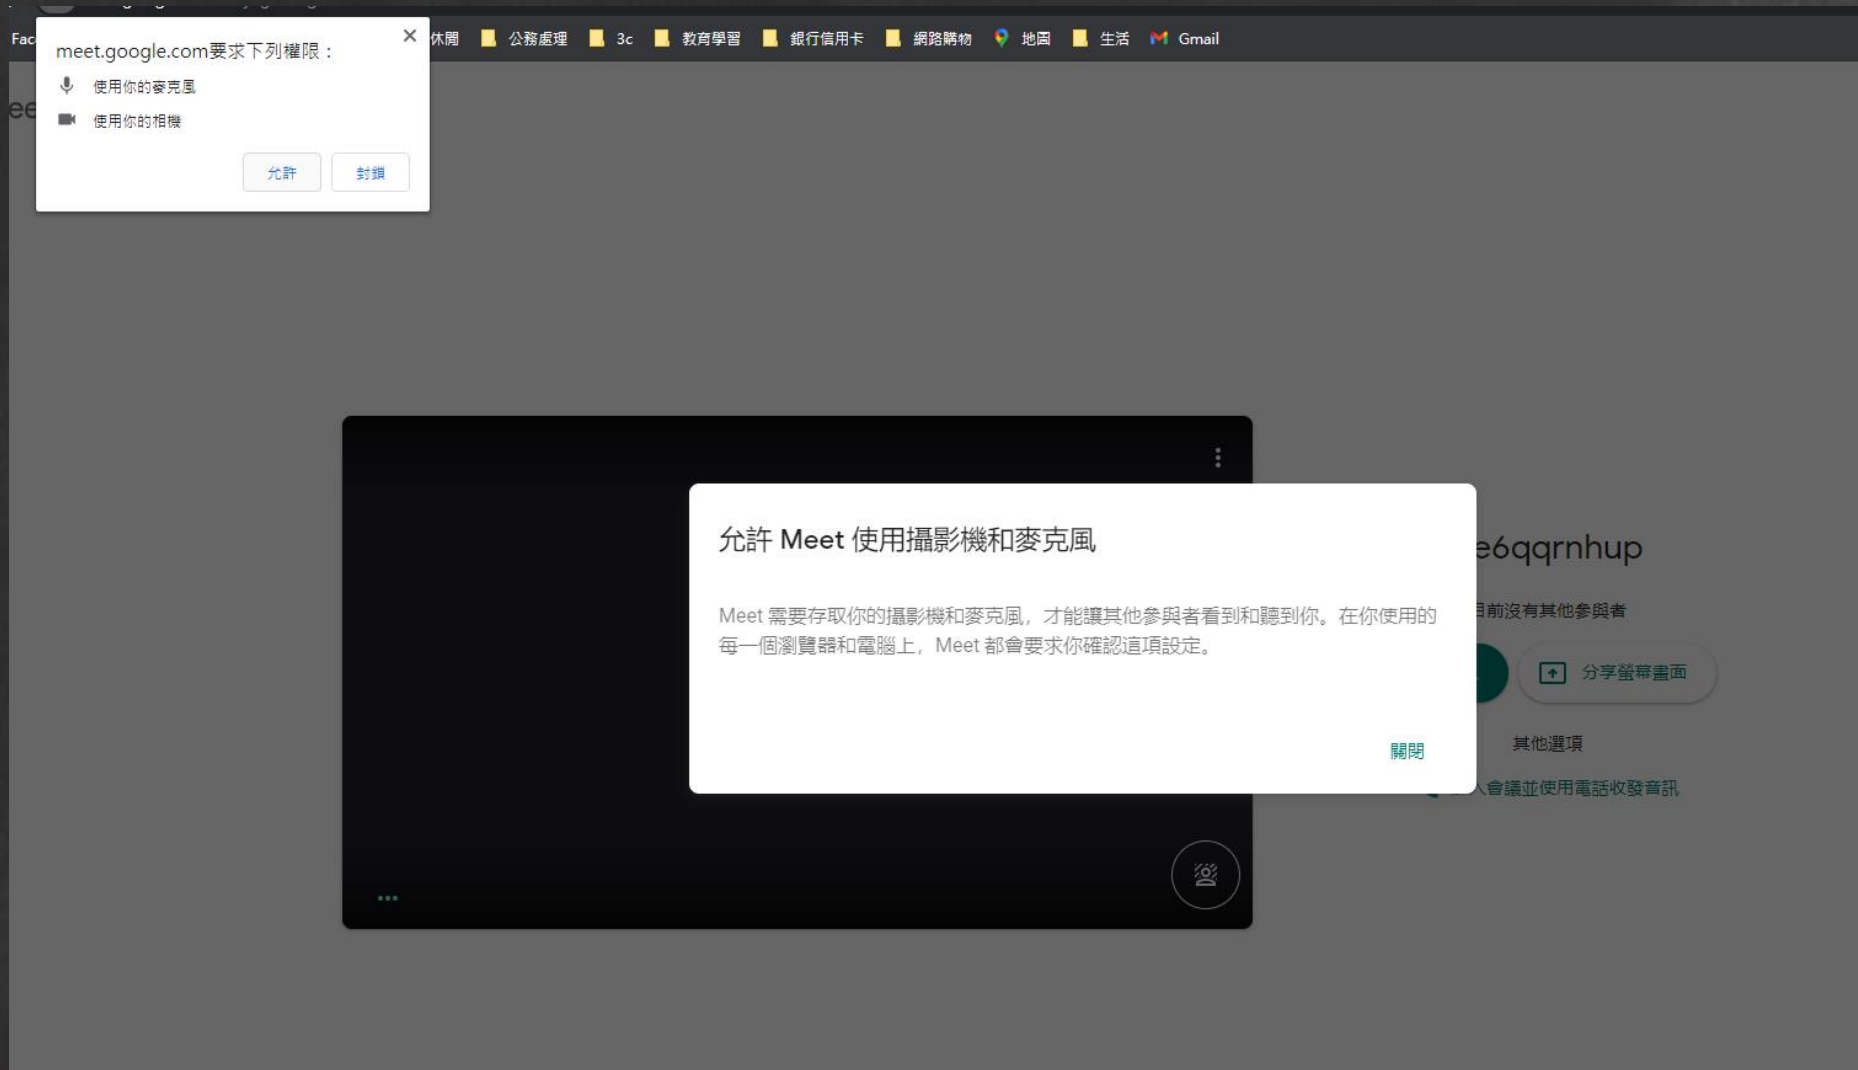 meet.google.com要求下列權限：
使用你的麥克風
使用你的相機
允許
封鎖
休閒
公務處理
3c
教育學習
銀行信用卡
網路購物
地圖
生活
Gmail
允許 Meet 使用攝影機和麥克風
Meet 需要存取你的攝影機和麥克風，才能讓其他參與者看到和聽到你。在你使用的
每一個瀏覽器和電腦上，Meet 都會要求你確認這項設定。
關閉
e6qqrnhup
目前沒有其他參與者
分享螢幕畫面
其他選項
會議並使用電話收發音訊